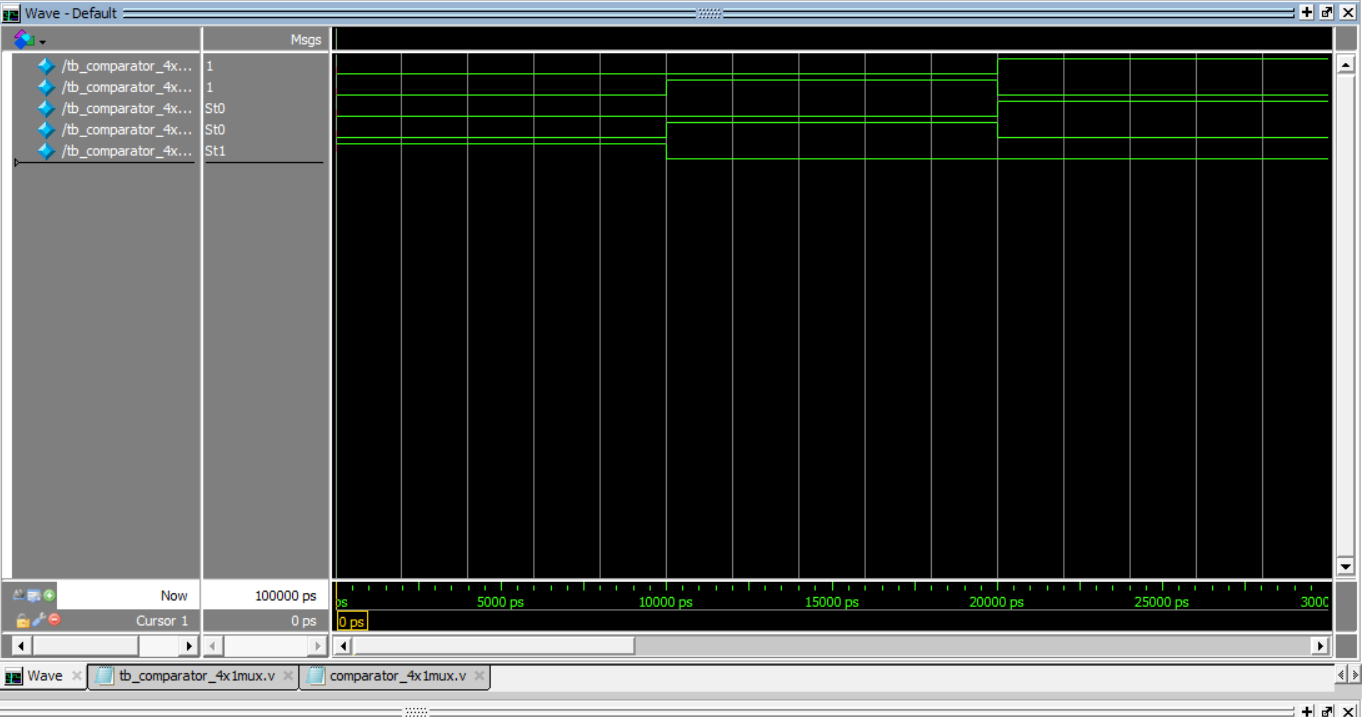 Wave - Default
Msgs
/tb_comparator_4x... 1
/tb_comparator_4x... 1
/tb_comparator_4x... St0
/tb_comparator_4x... St0
/tb_comparator_4x... St1
Now 100000 ps
ps 5000 ps 10000 ps 15000 ps 20000 ps 25000 ps 3000
Cursor 1 0 ps 0 ps
Wave tb_comparator_4x1mux.v comparator_4x1mux.v